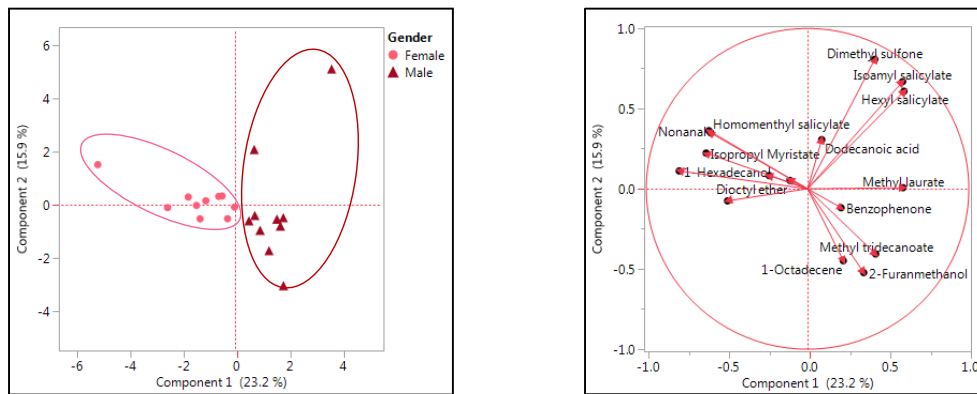 Gender
Female
Male
6
4
2
0
-2
-4
-6
-4
-2
0
2
4
Component 2 (15.9 %)
Component 1 (23.2 %)
1.0
0.5
0.0
-0.5
-1.0
-1.0
-0.5
0.0
0.5
1.0
Component 2 (15.9 %)
Component 1 (23.2 %)
Dimethyl sulfone
Isoamyl salicylate
Hexyl salicylate
Homomenthyl salicylate
Nonanal
Dodecanoic acid
Isopropyl Myristate
1-Hexadecanol
Methyl laurate
Dioctyl ether
Benzophenone
Methyl tridecanoate
1-Octadecene
2-Furanmethanol